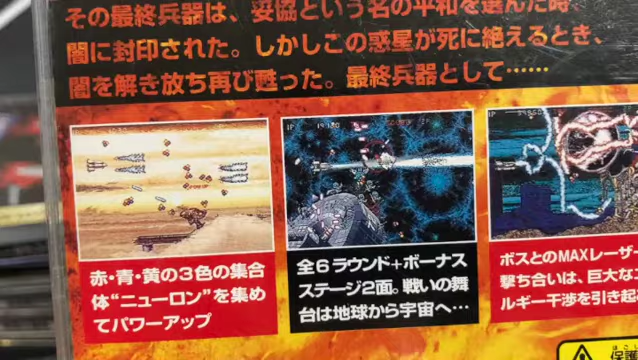 その最終兵器は、妥協という名の平和を選んだ時、
闇に封印された。しかしこの惑星が死に絶えるとき、
闇を解き放ち再び甦った。最終兵器として……
赤・青・黄の3色の集合
体“ニューロン”を集め
てパワーアップ
全6ラウンド+ボーナス
ステージ2面。戦いの舞
台は地球から宇宙へ…
ボスとのMAXレーザー
撃ち合いは、巨大なエ
ルギー干渉を引き起
保護